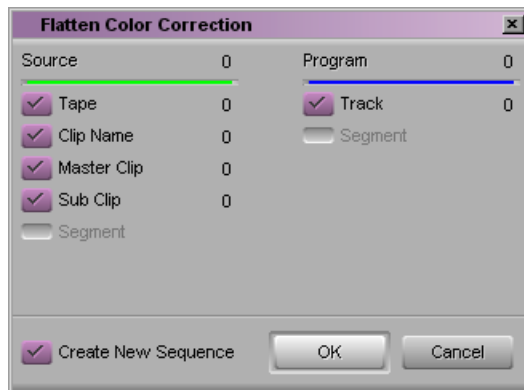 Flatten Color Correction
Source 0
Tape 0
Clip Name 0
Master Clip 0
Sub Clip 0
Segment
Program 0
Track 0
Segment
Create New Sequence
OK
Cancel